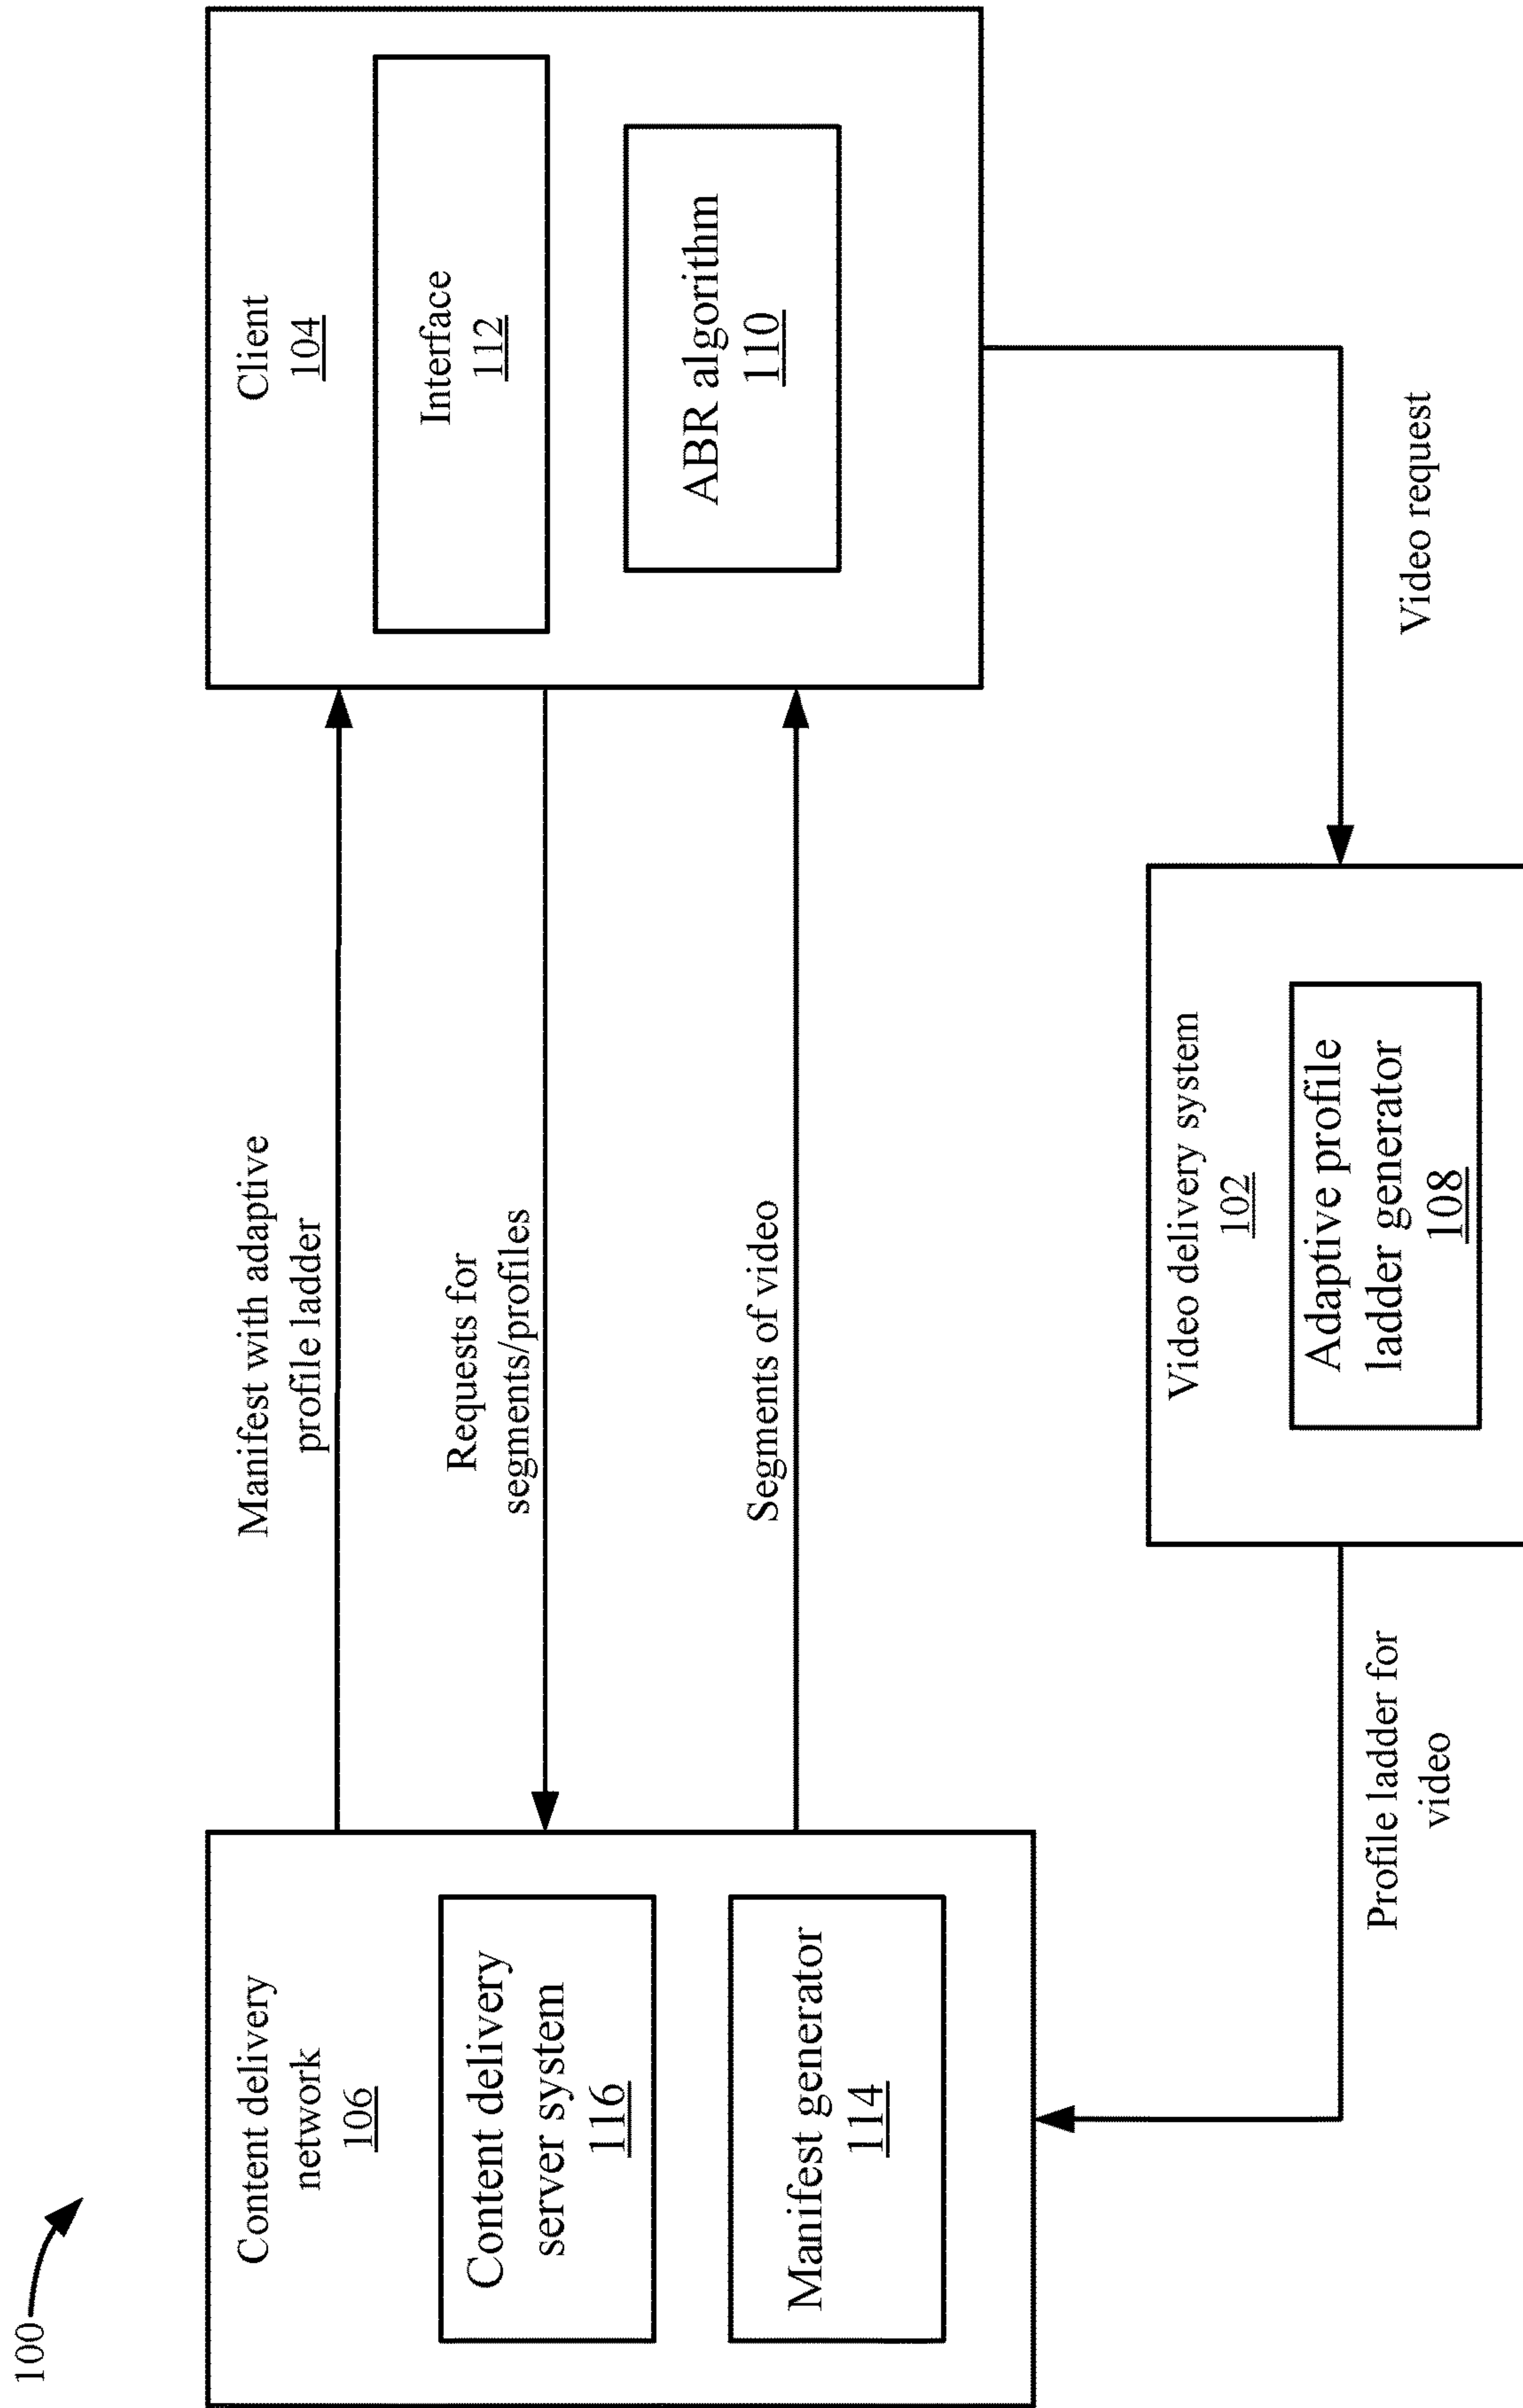 100
Content delivery
network
106
Content delivery
server system
116
Manifest generator
114
Manifest with adaptive
profile ladder
Requests for
segments/profiles
Segments of video
Client
104
Interface
112
ABR algorithm
110
Profile ladder for
video
Video delivery system
102
Adaptive profile
ladder generator
108
Video request